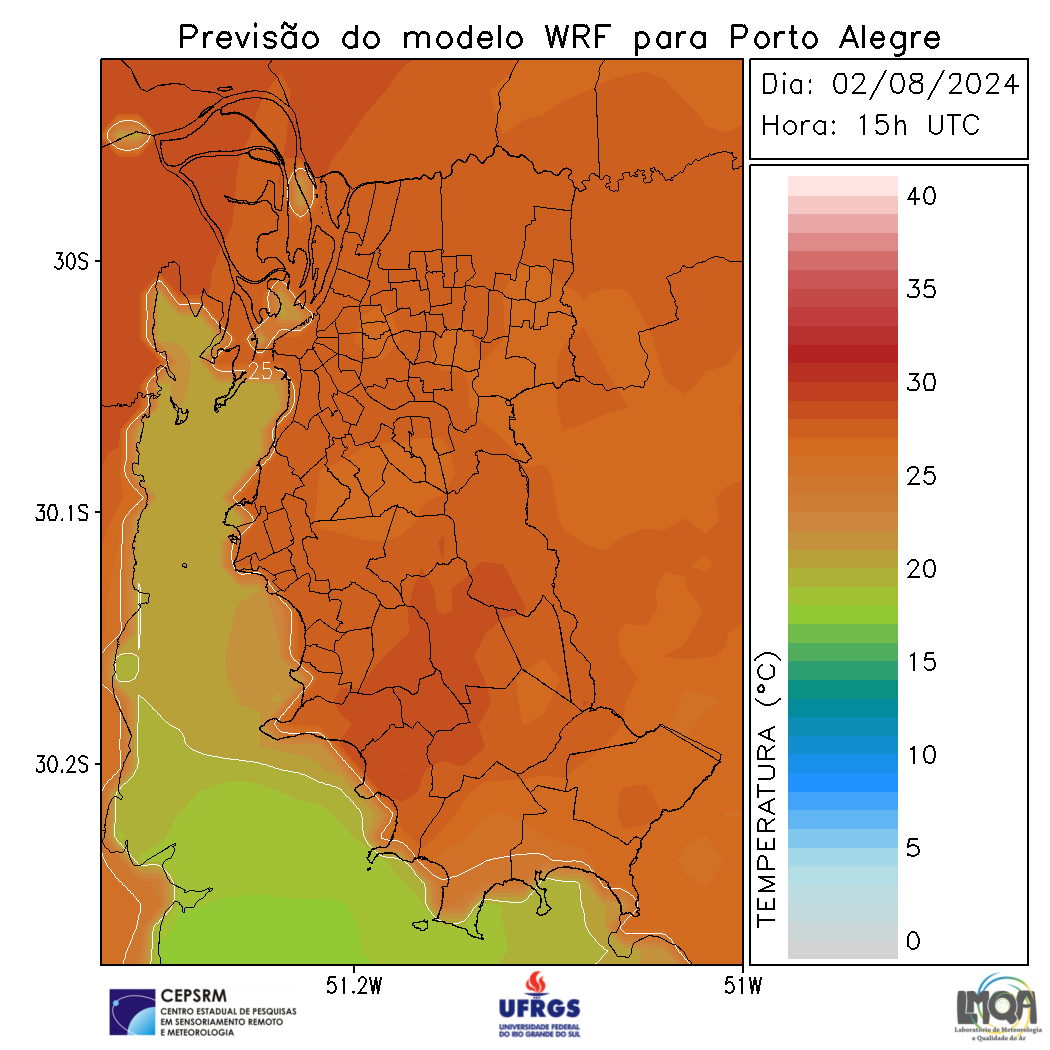 Previsão do modelo WRF para Porto Alegre
Dia: 02/08/2024
Hora: 15h UTC
40
35
30
25
20
15
10
5
0
TEMPERATURA (°C)
30S
30.1S
30.2S
25
51.2W
51W
CEPSRM
CENTRO ESTADUAL DE PESQUISAS
EM SENSORIAMENTO REMOTO
E METEOROLOGIA
UFRGS
UNIVERSIDADE FEDERAL
DO RIO GRANDE DO SUL
LMQA
Laboratório de Meteorologia
e Qualidade do Ar